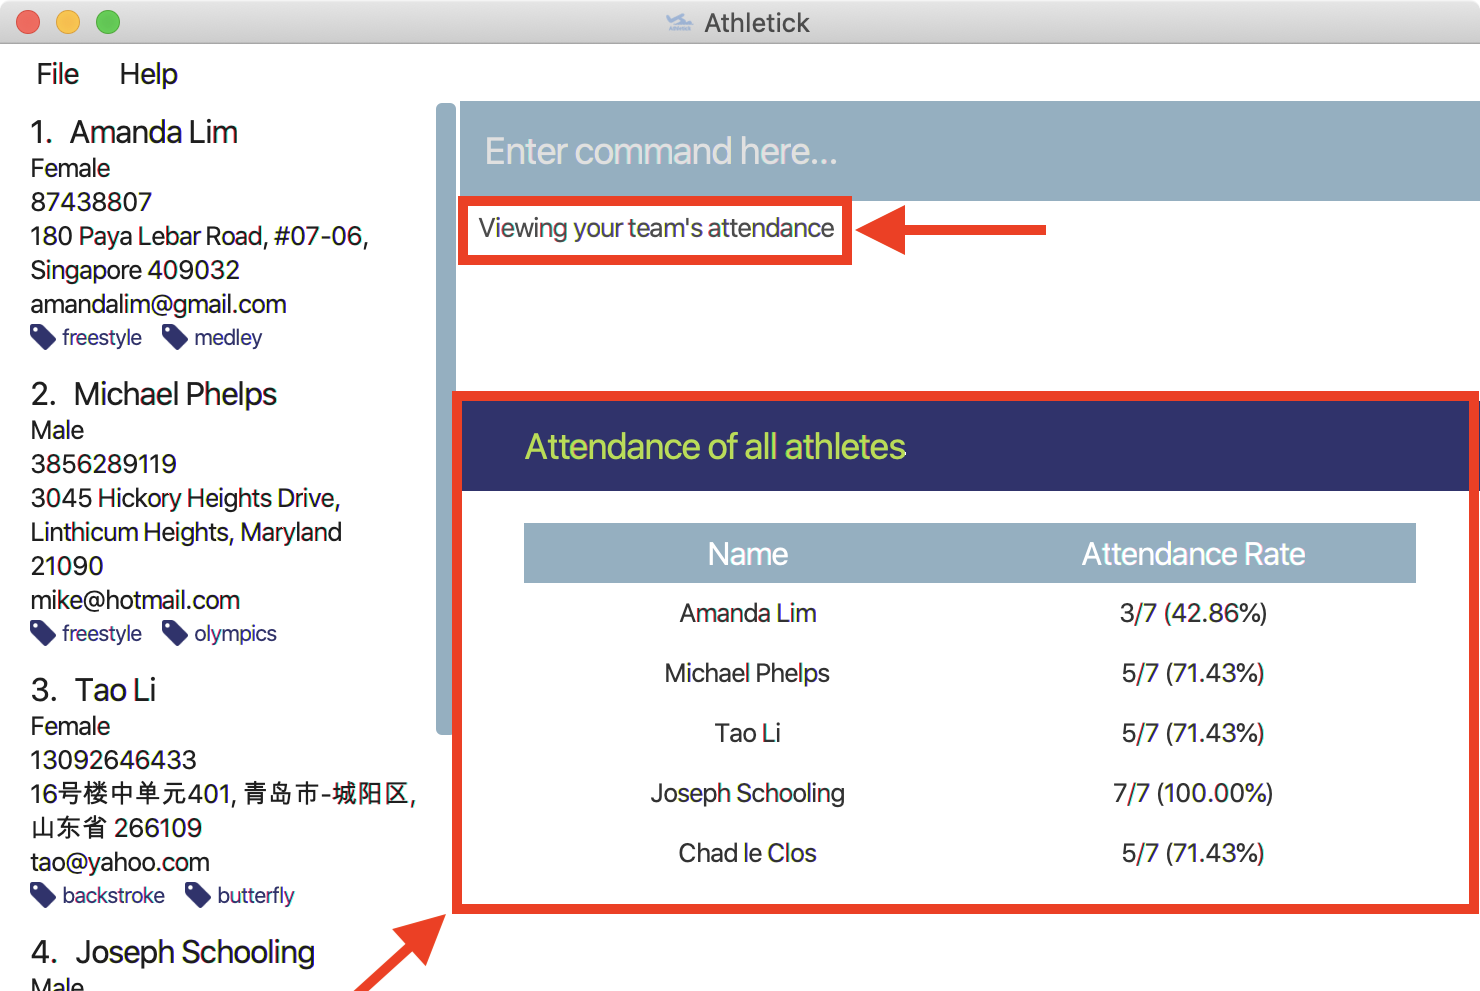 Athletick
File Help
1. Amanda Lim
Female
87438807
180 Paya Lebar Road, #07-06,
Singapore 409032
amandalim@gmail.com
freestyle medley
2. Michael Phelps
Male
3856289119
3045 Hickory Heights Drive,
Linthicum Heights, Maryland
21090
mike@hotmail.com
freestyle olympics
3. Tao Li
Female
13092646433
16号楼中单元401, 青岛市-城阳区,
山东省 266109
tao@yahoo.com
backstroke butterfly
4. Joseph Schooling
Male
Enter command here...
Viewing your team's attendance
Attendance of all athletes
Name Attendance Rate
Amanda Lim 3/7 (42.86%)
Michael Phelps 5/7 (71.43%)
Tao Li 5/7 (71.43%)
Joseph Schooling 7/7 (100.00%)
Chad le Clos 5/7 (71.43%)